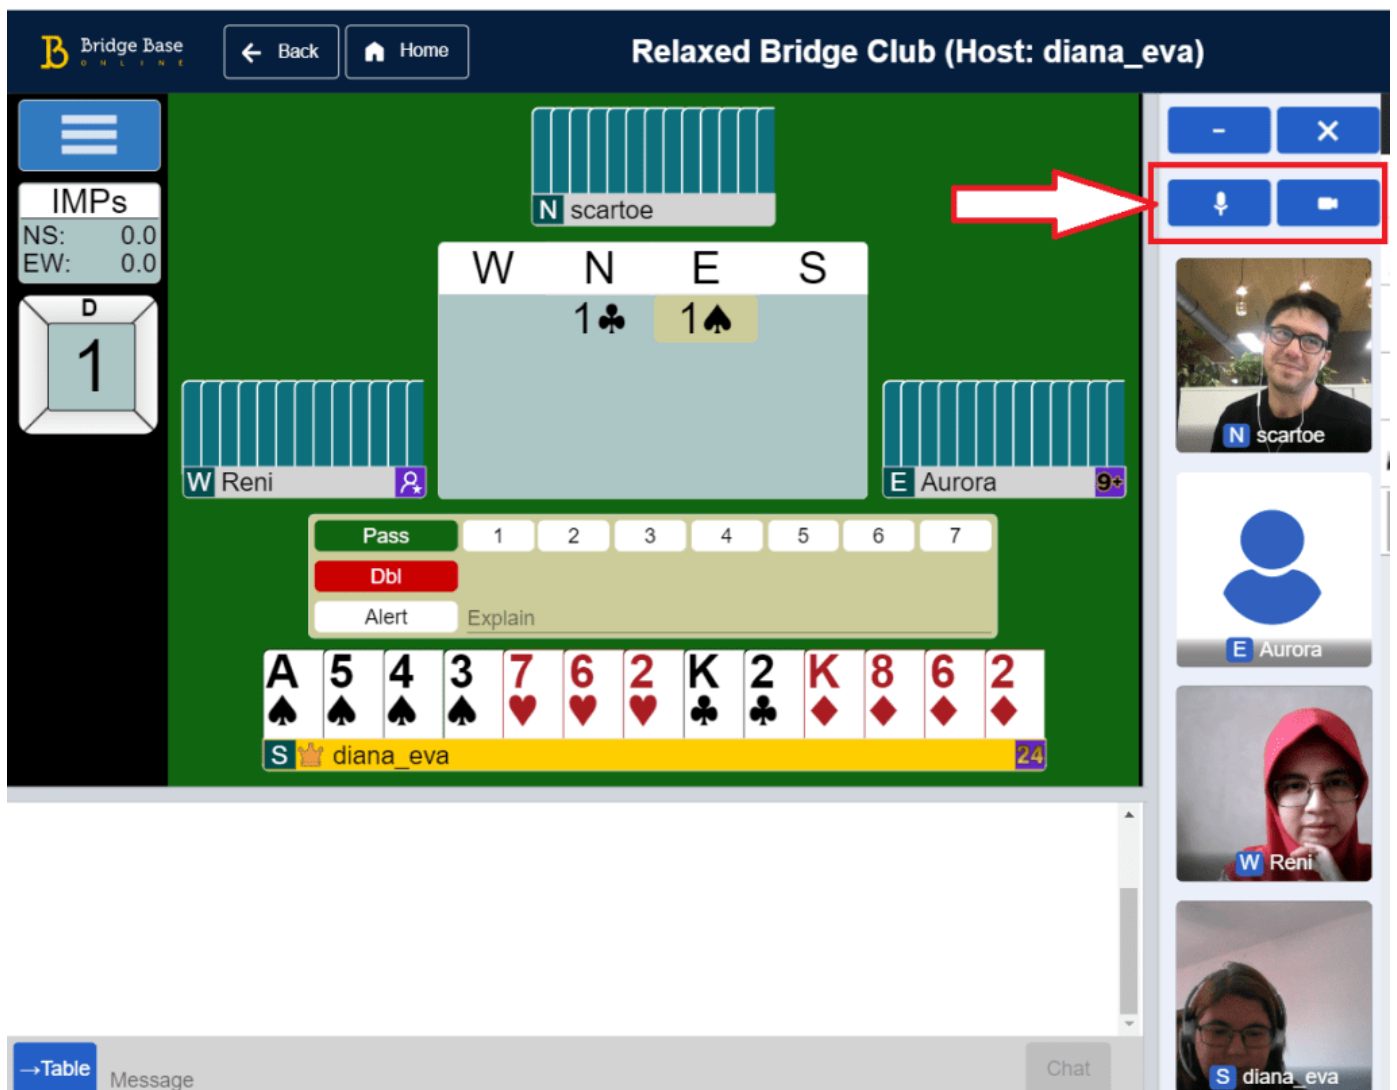 Bridge Base
ONLINE
Back
Home
Relaxed Bridge Club (Host: diana_eva)
IMPs
NS: 0.0
EW: 0.0
D
1
N scartoe
W N E S
1♣ 1♠
W Reni
E Aurora 9+
Pass 1 2 3 4 5 6 7
Dbl
Alert Explain
A 5 4 3 7 6 2 K 2 K 8 6 2
♠ ♠ ♠ ♠ ♥ ♥ ♥ ♣ ♣ ♦ ♦ ♦ ♦
S diana_eva 24
N scartoe
E Aurora
W Reni
S diana_eva
→Table
Message
Chat